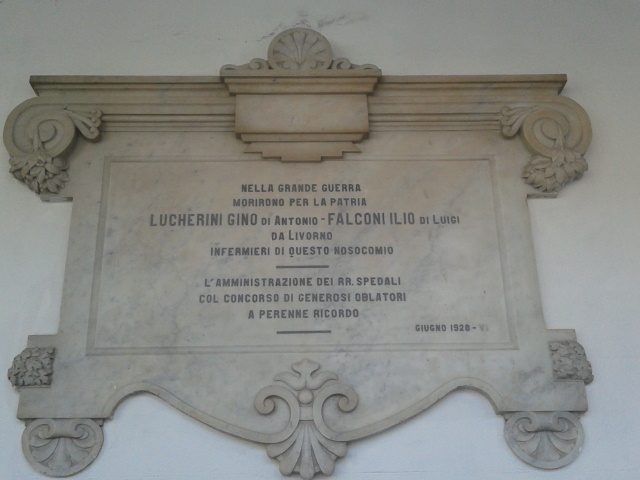 NELLA GRANDE GUERRA
MORIRONO PER LA PATRIA
LUCHERINI GINO DI ANTONIO - FALCONI ILIO DI LUIGI
DA LIVORNO
INFERMIERI DI QUESTO NOSOCOMIO
L'AMMINISTRAZIONE DEI RR. SPEDALI
COL CONCORSO DI GENEROSI OBLATORI
A PERENNE RICORDO
GIUGNO 1928 -